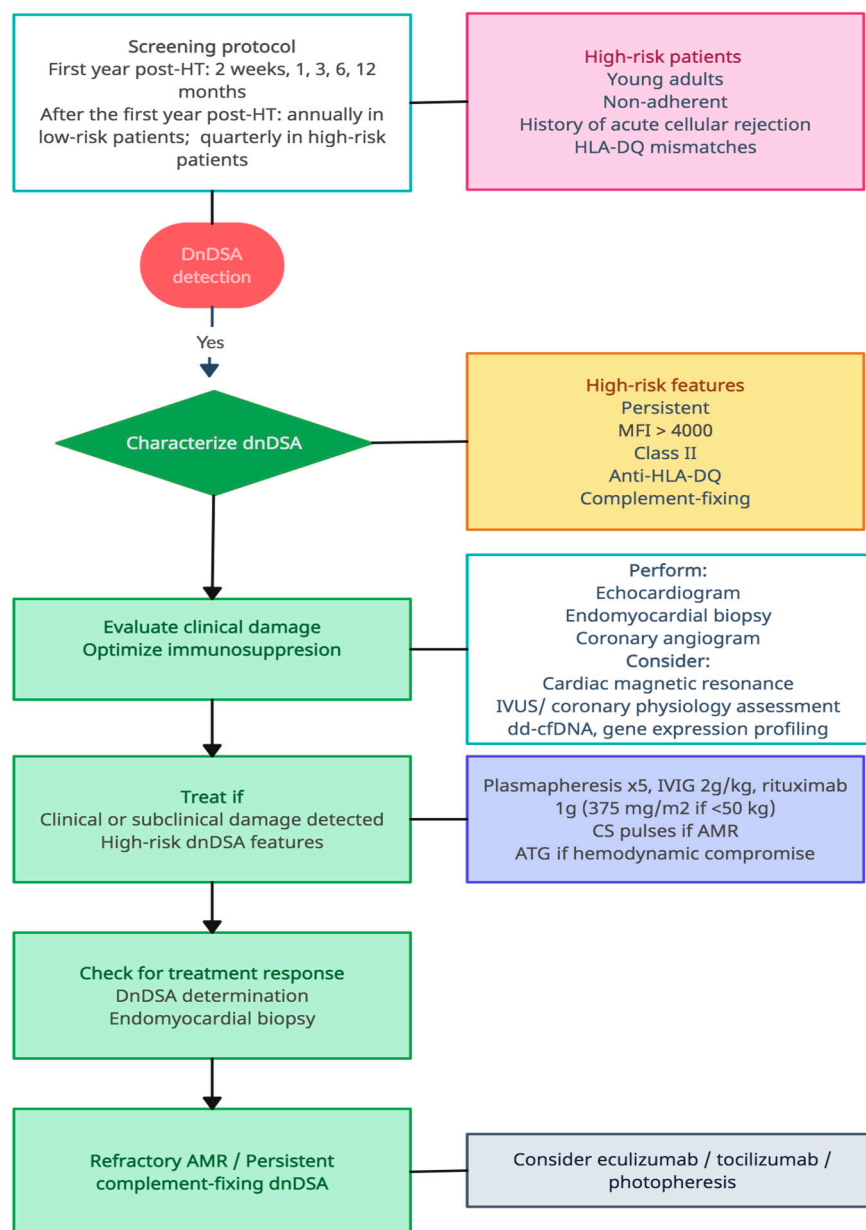 Screening protocol
First year post-HT: 2 weeks, 1, 3, 6, 12
months
After the first year post-HT: annually in
low-risk patients; quarterly in high-risk
patients
High-risk patients
Young adults
Non-adherent
History of acute cellular rejection
HLA-DQ mismatches
DnDSA
detection
Yes
Characterize dnDSA
High-risk features
Persistent
MFI > 4000
Class II
Anti-HLA-DQ
Complement-fixing
Evaluate clinical damage
Optimize immunosuppresion
Perform:
Echocardiogram
Endomyocardial biopsy
Coronary angiogram
Consider:
Cardiac magnetic resonance
IVUS/ coronary physiology assessment
dd-cfDNA, gene expression profiling
Treat if
Clinical or subclinical damage detected
High-risk dnDSA features
Plasmapheresis x5, IVIG 2g/kg, rituximab
1g (375 mg/m2 if <50 kg)
CS pulses if AMR
ATG if hemodynamic compromise
Check for treatment response
DnDSA determination
Endomyocardial biopsy
Refractory AMR / Persistent
complement-fixing dnDSA
Consider eculizumab / tocilizumab /
photopheresis